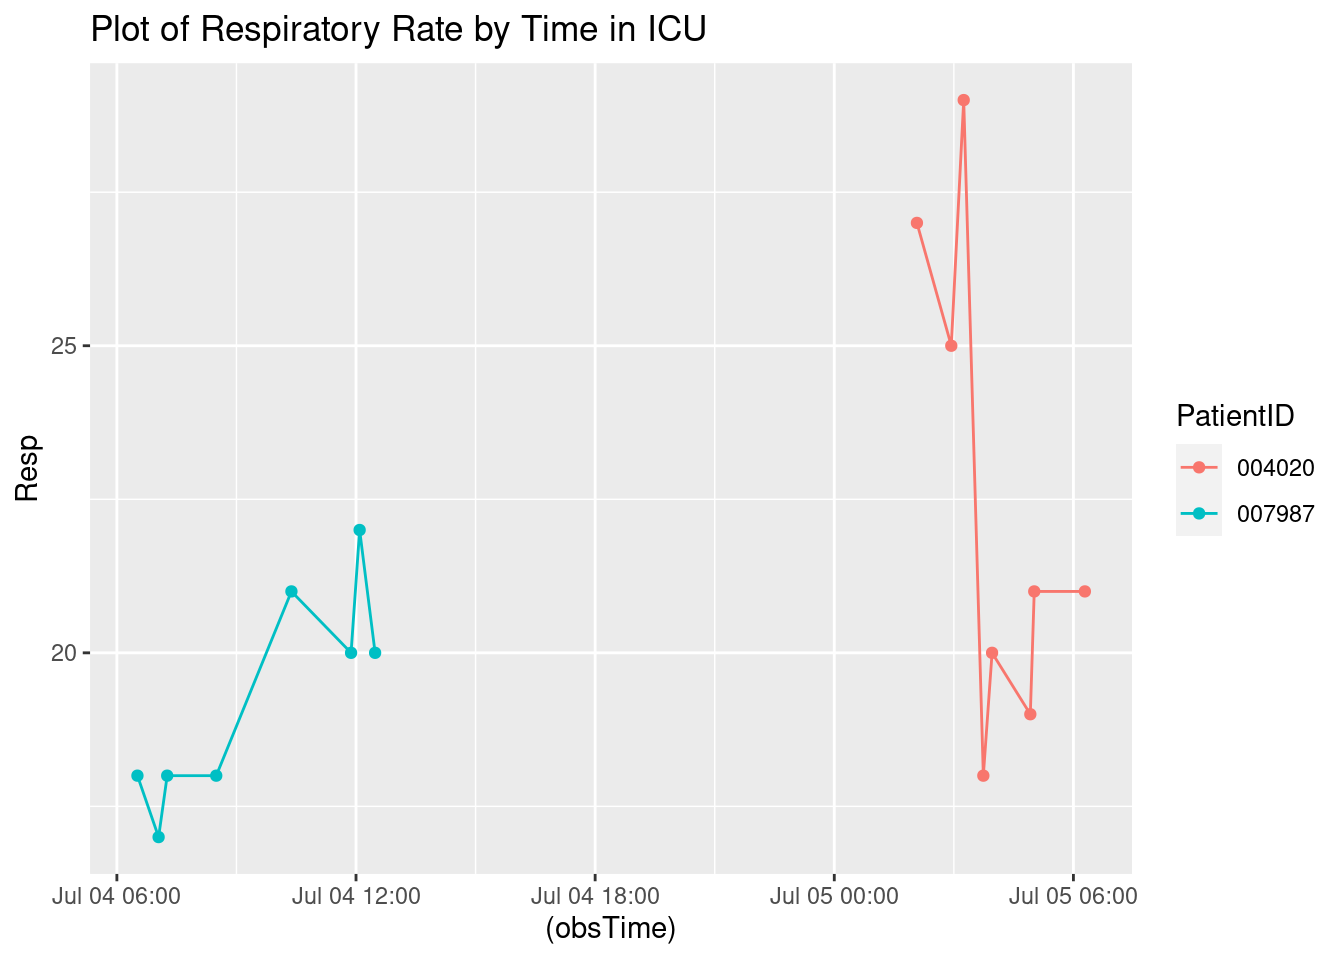 Plot of Respiratory Rate by Time in ICU
Resp
25
20
Jul 04 06:00
Jul 04 12:00
Jul 04 18:00
Jul 05 00:00
Jul 05 06:00
(obsTime)
PatientID
004020
007987